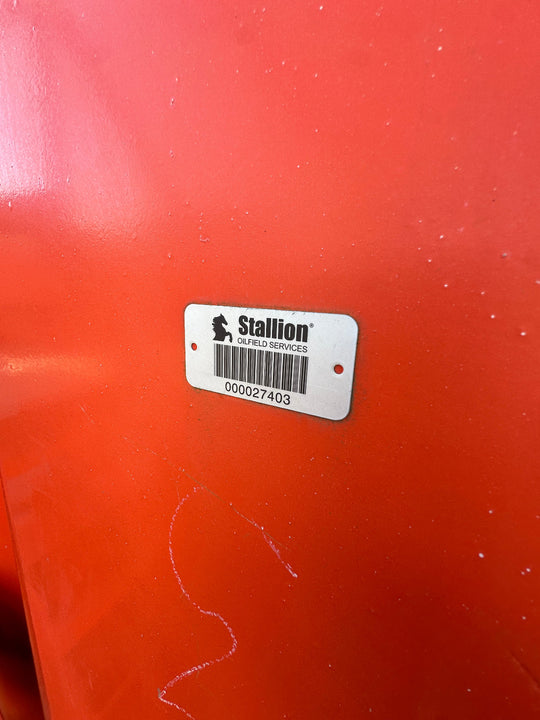 Stallion®
OILFIELD SERVICES
000027403